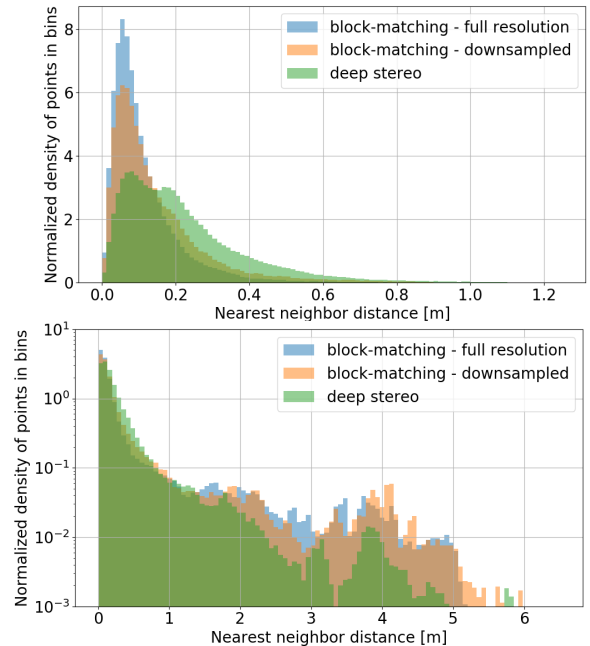 Normalized density of points in bins
8
6
4
2
0
block-matching - full resolution
block-matching - downsampled
deep stereo
0.0 0.2 0.4 0.6 0.8 1.0 1.2
Nearest neighbor distance [m]
Normalized density of points in bins
10^1
10^0
10^-1
10^-2
10^-3
block-matching - full resolution
block-matching - downsampled
deep stereo
0 1 2 3 4 5 6
Nearest neighbor distance [m]